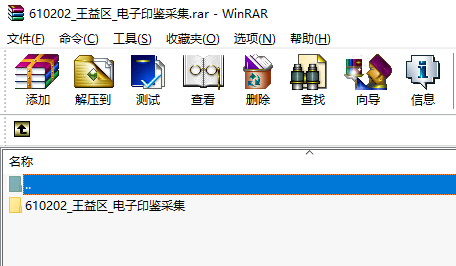 610202_王益区_电子印鉴采集.rar - WinRAR
文件(F) 命令(C) 工具(S) 收藏夹(O) 选项(N) 帮助(H)
添加 解压到 测试 查看 删除 查找 向导 信息
名称
..
610202_王益区_电子印鉴采集